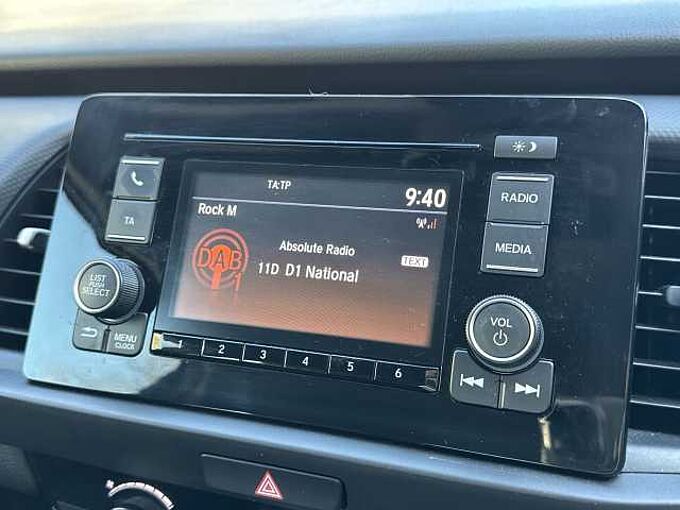 TA:TP
9:40
Rock M
Absolute Radio
DAB
1
11D D1 National
TEXT
TA
LIST
PUSH
SELECT
MENU
CLOCK
RADIO
MEDIA
VOL
1 2 3 4 5 6